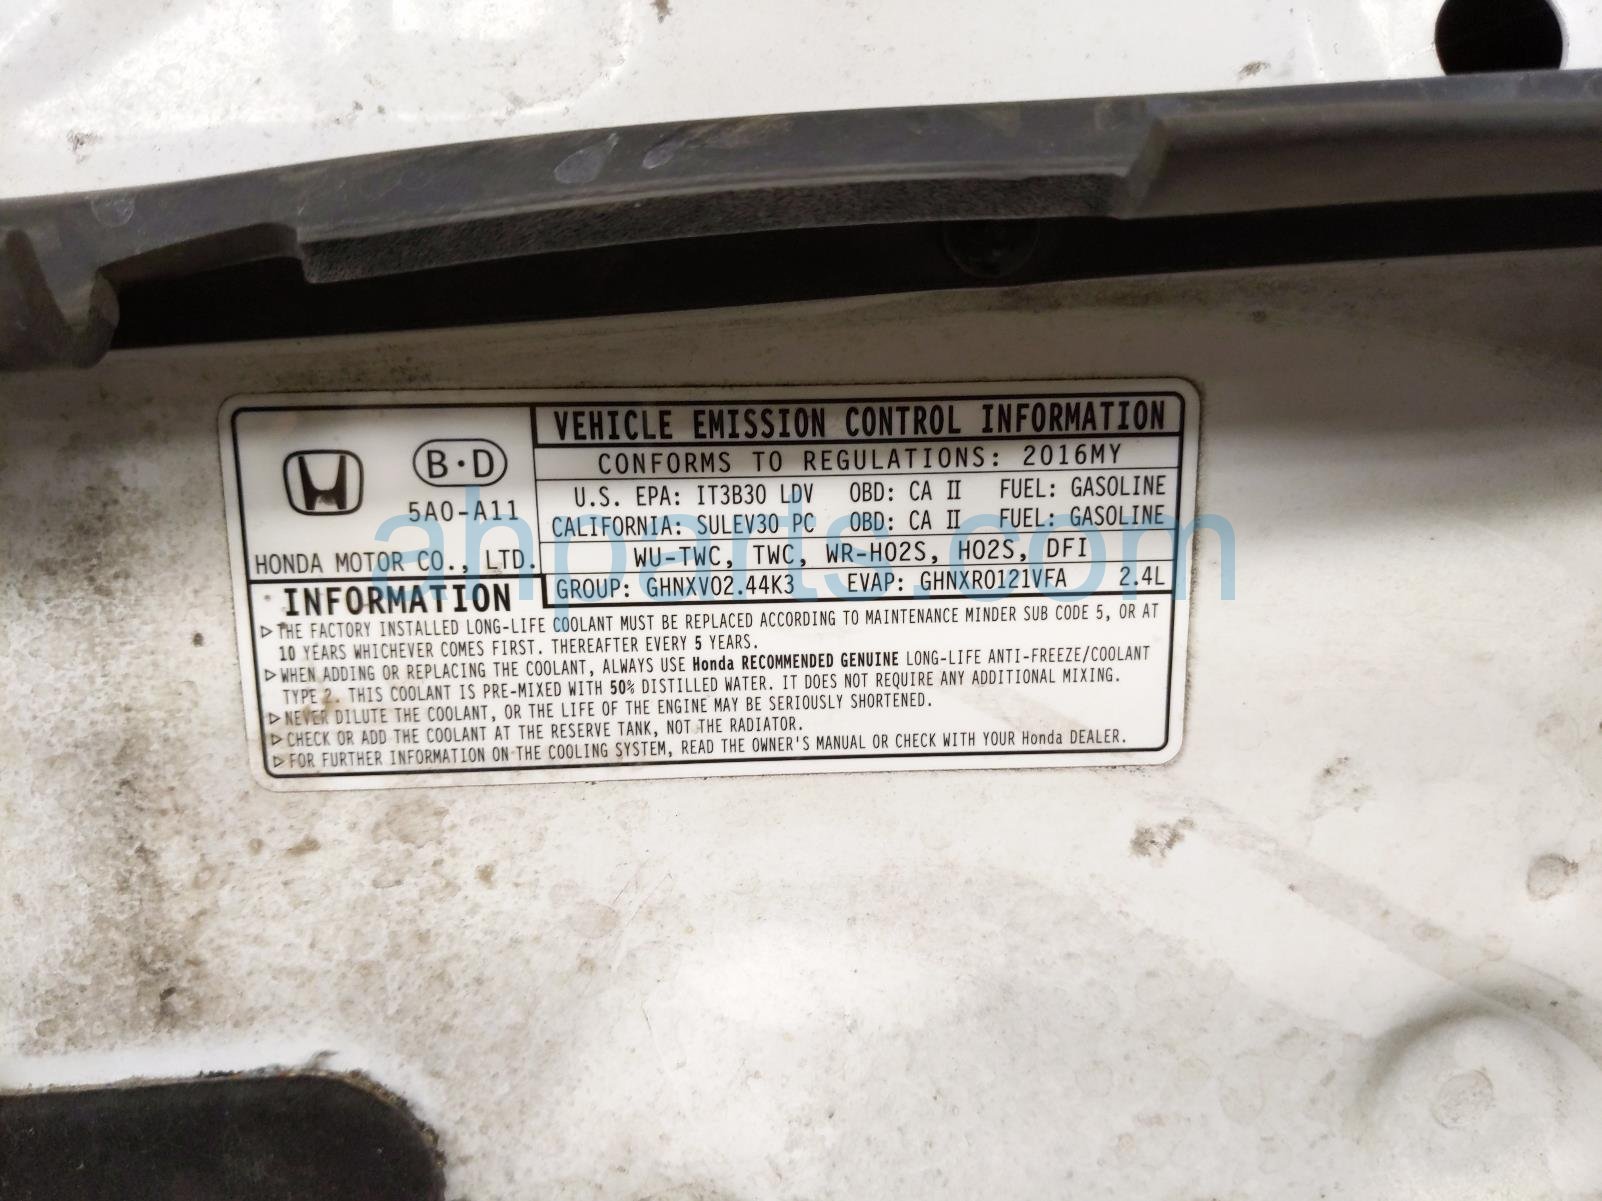 VEHICLE EMISSION CONTROL INFORMATION
CONFORMS TO REGULATIONS: 2016MY
B·D
5A0-A11
HONDA MOTOR CO., LTD.
U.S. EPA: IT3B30 LDV OBD: CA II FUEL: GASOLINE
CALIFORNIA: SULEV30 PC OBD: CA II FUEL: GASOLINE
WU-TWC, TWC, WR-HO2S, HO2S, DFI
GROUP: GHNXV02.44K3 EVAP: GHNXR0121VFA 2.4L
INFORMATION
▷THE FACTORY INSTALLED LONG-LIFE COOLANT MUST BE REPLACED ACCORDING TO MAINTENANCE MINDER SUB CODE 5, OR AT
10 YEARS WHICHEVER COMES FIRST. THEREAFTER EVERY 5 YEARS.
▷WHEN ADDING OR REPLACING THE COOLANT, ALWAYS USE Honda RECOMMENDED GENUINE LONG-LIFE ANTI-FREEZE/COOLANT
TYPE 2. THIS COOLANT IS PRE-MIXED WITH 50% DISTILLED WATER. IT DOES NOT REQUIRE ANY ADDITIONAL MIXING.
▷NEVER DILUTE THE COOLANT, OR THE LIFE OF THE ENGINE MAY BE SERIOUSLY SHORTENED.
▷CHECK OR ADD THE COOLANT AT THE RESERVE TANK, NOT THE RADIATOR.
▷FOR FURTHER INFORMATION ON THE COOLING SYSTEM, READ THE OWNER'S MANUAL OR CHECK WITH YOUR Honda DEALER.
ahparts.com